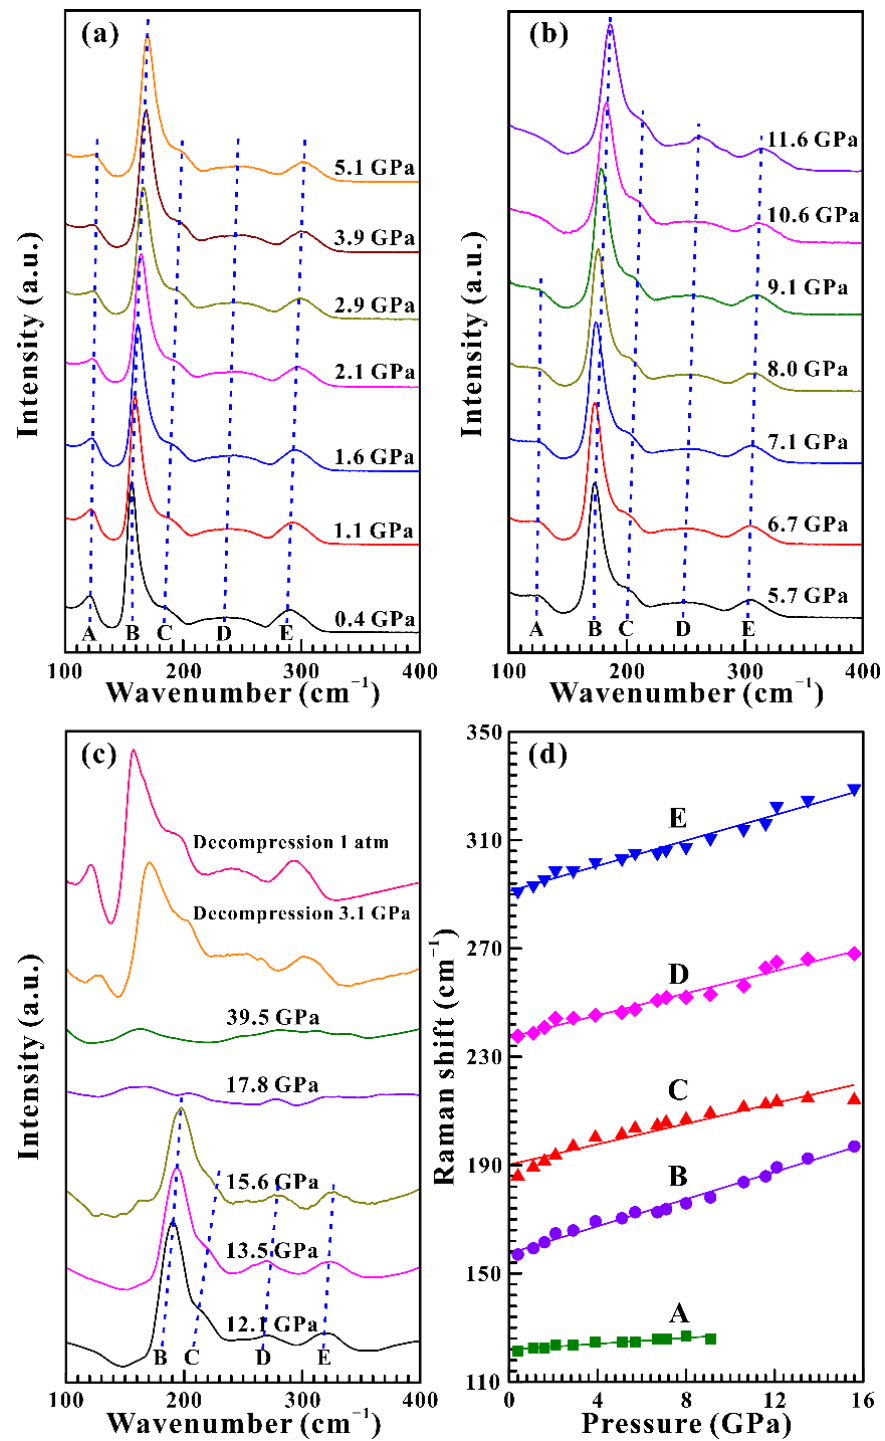 (a)
5.1 GPa
3.9 GPa
2.9 GPa
2.1 GPa
1.6 GPa
1.1 GPa
0.4 GPa
A B C D E
100 200 300 400
Wavenumber (cm−1)
Intensity (a.u.)
(b)
11.6 GPa
10.6 GPa
9.1 GPa
8.0 GPa
7.1 GPa
6.7 GPa
5.7 GPa
A B C D E
100 200 300 400
Wavenumber (cm−1)
Intensity (a.u.)
(c)
Decompression 1 atm
Decompression 3.1 GPa
39.5 GPa
17.8 GPa
15.6 GPa
13.5 GPa
12.1 GPa
B C D E
100 200 300 400
Wavenumber (cm−1)
Intensity (a.u.)
(d)
350
310
270
230
190
150
110
E
D
C
B
A
0 4 8 12 16
Pressure (GPa)
Raman shift (cm−1)